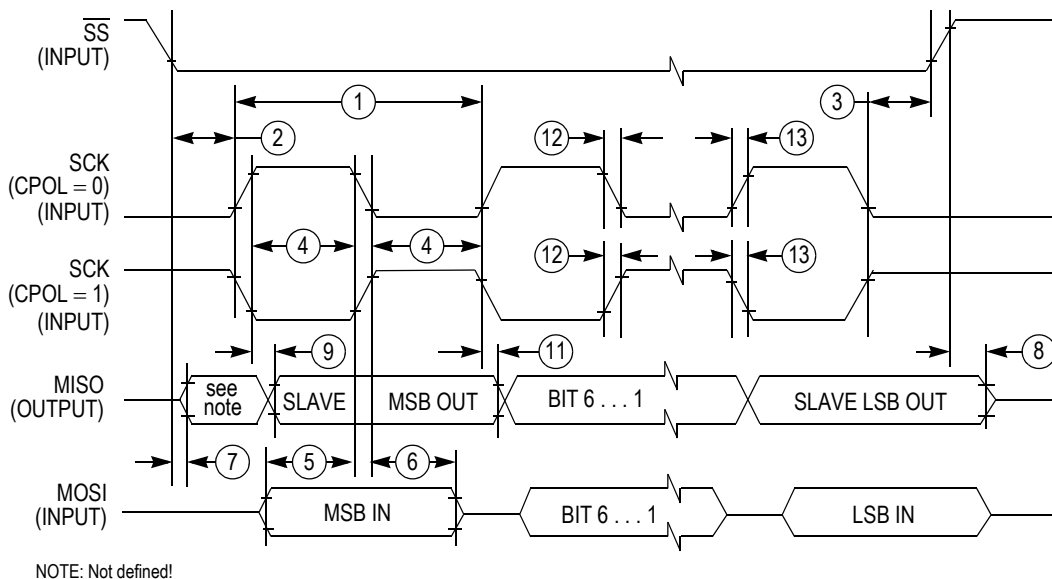 SS
(INPUT)
1
3
2
12
13
SCK
(CPOL = 0)
(INPUT)
4
4
12
13
SCK
(CPOL = 1)
(INPUT)
9
11
8
MISO
(OUTPUT)
see
note
SLAVE
MSB OUT
BIT 6 . . . 1
SLAVE LSB OUT
7
5
6
MOSI
(INPUT)
MSB IN
BIT 6 . . . 1
LSB IN
NOTE: Not defined!